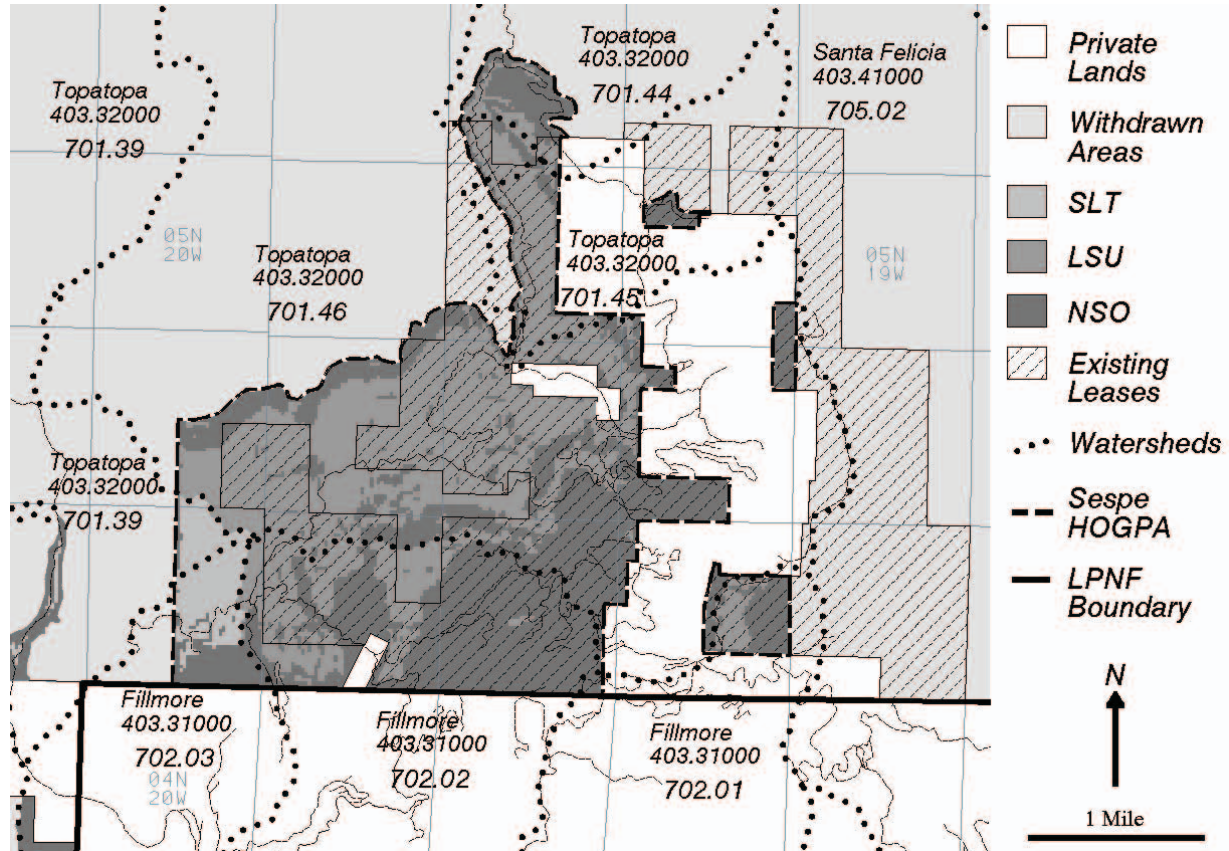 Topatopa
403.32000
701.39
Topatopa
403.32000
701.44
Santa Felicia
403.41000
705.02
05N
20W
Topatopa
403.32000
701.46
Topatopa
403.32000
701.45
05N
19W
Topatopa
403.32000
701.39
Fillmore
403.31000
702.03
04N
20W
Fillmore
403.31000
702.02
Fillmore
403.31000
702.01
Private
Lands
Withdrawn
Areas
SLT
LSU
NSO
Existing
Leases
Watersheds
Sespe
HOGPA
LPNF
Boundary
N
1 Mile